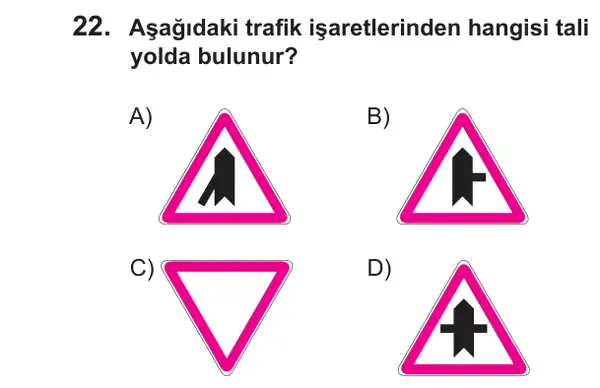 22. Aşağıdaki trafik işaretlerinden hangisi tali
yolda bulunur?
A)
B)
C)
D)